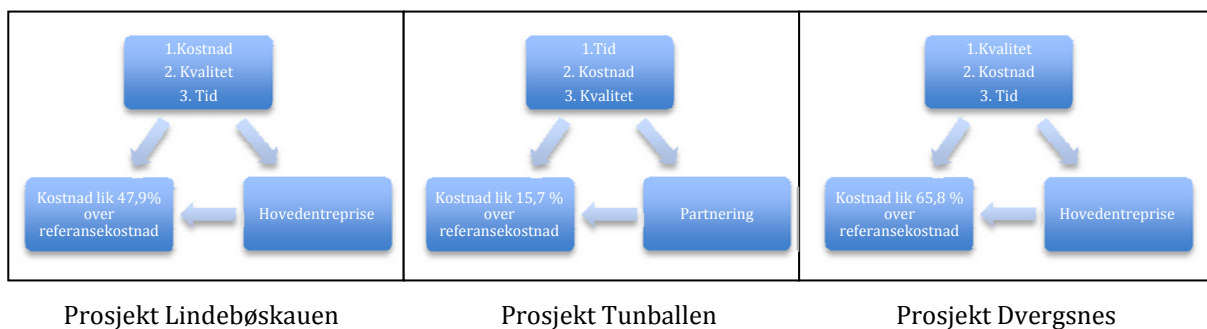 1.Kostnad
2. Kvalitet
3. Tid
Kostnad lik 47,9%
over
referansekostnad
Hovedentreprise
1.Tid
2. Kostnad
3. Kvalitet
Kostnad lik 15,7 %
over
referansekostnad
Partnering
1.Kvalitet
2. Kostnad
3. Tid
Kostnad lik 65,8 %
over
referansekostnad
Hovedentreprise
Prosjekt Lindebøskauen
Prosjekt Tunballen
Prosjekt Dvergsnes